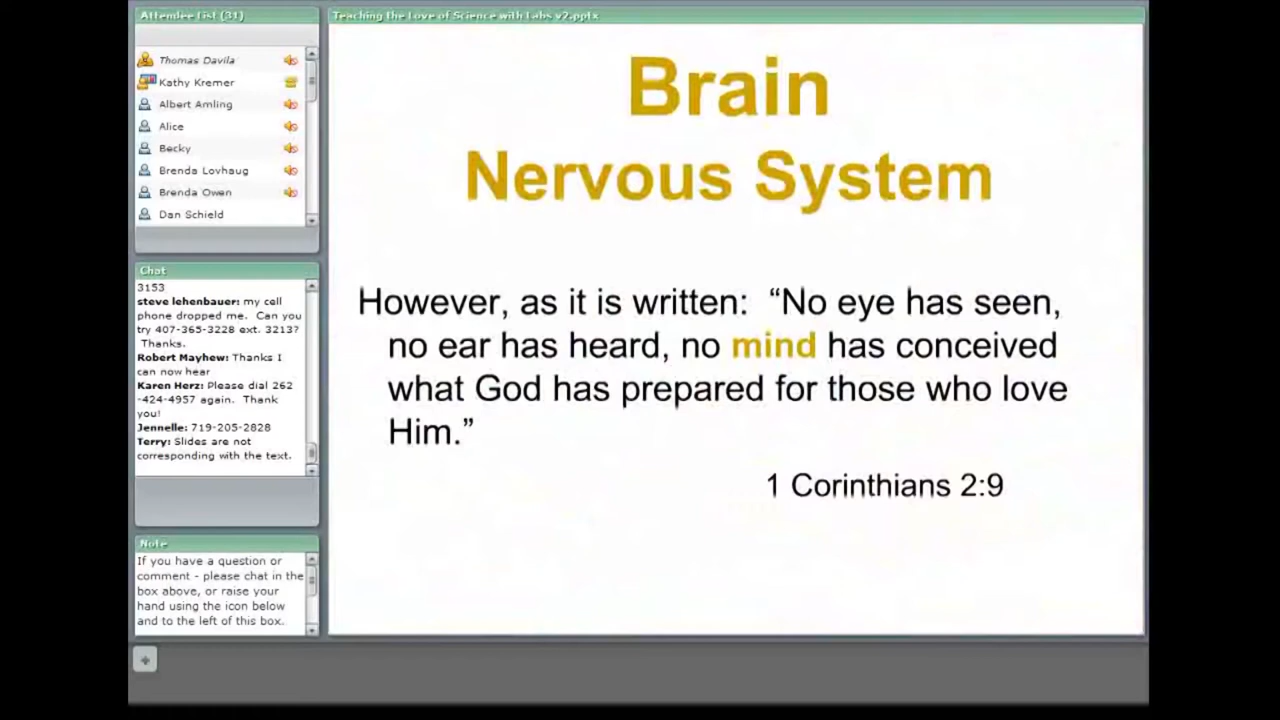 Attendee List (31)
Thomas Davila
Kathy Kremer
Albert Amling
Alice
Becky
Brenda Lovhaug
Brenda Owen
Dan Schield
Chat
3153
steve lehenbauer: my cell
phone dropped me. Can you
try 407-365-3228 ext. 3213?
Thanks.
Robert Mayhew: Thanks I
can now hear
Karen Herz: Please dial 262
-424-4957 again. Thank
you!
Jennelle: 719-205-2828
Terry: Slides are not
corresponding with the text.
Note
If you have a question or
comment - please chat in the
box above, or raise your
hand using the icon below
and to the left of this box.
Teaching the Love of Science with Labs v2.pptx
Brain
Nervous System
However, as it is written: “No eye has seen,
no ear has heard, no mind has conceived
what God has prepared for those who love
Him.”
1 Corinthians 2:9